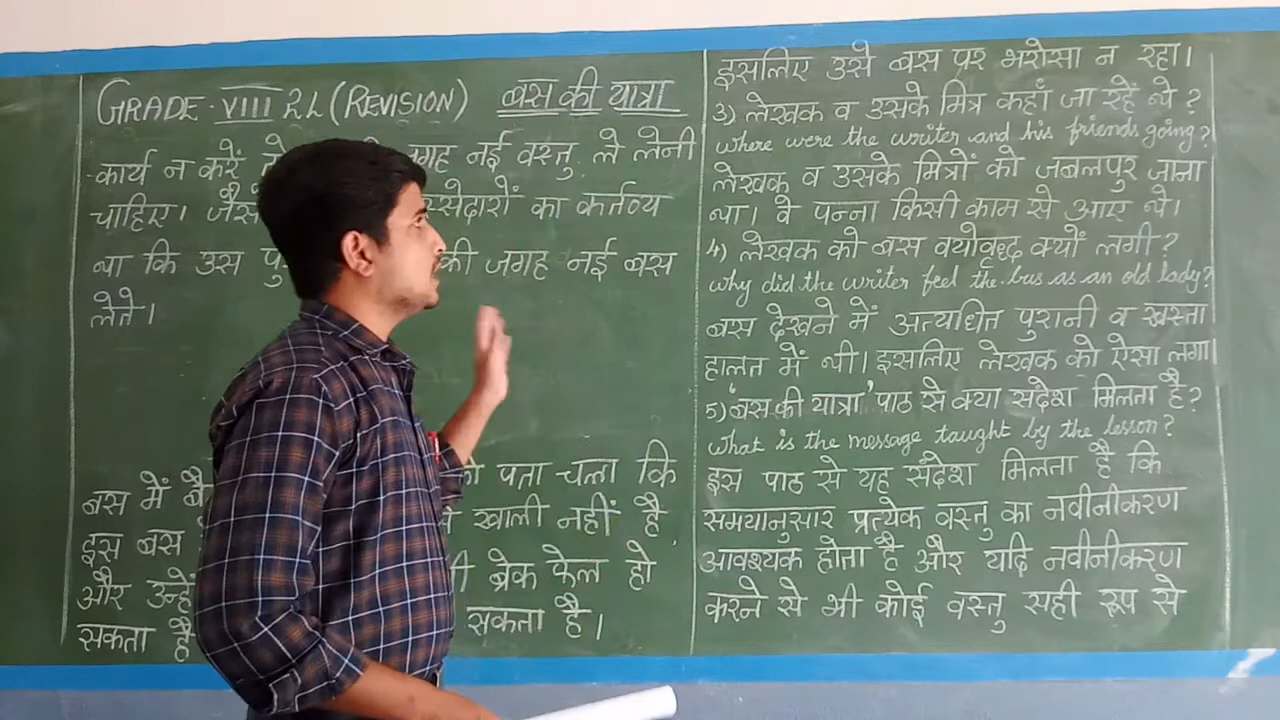 GRADE-VIII 2L (REVISION) बस की यात्रा
कार्य न करें नई वस्तु ले लेनी
चाहिए। का कर्तव्य
था कि उस की जगह नई बस
लेते।
बस में पता चला कि
इस बस खाली नहीं है,
और उन्हें ब्रेक फेल हो
सकता है सकता है।
इसलिए उसे बस पर भरोसा न रहा।
3) लेखक व उसके मित्र कहाँ जा रहें थे?
where were the writer and his friends going?
लेखक व उसके मित्रों को जबलपुर जाना
था। वे पन्ना किसी काम से आए थे।
4) लेखक को बस वयोवृद्ध क्यों लगी?
why did the writer feel the bus as an old lady?
बस देखने में अत्यधित पुरानी व खस्ता
हालत में थी। इसलिए लेखक को ऐसा लगा।
5) 'बस की यात्रा' पाठ से क्या संदेश मिलता है?
what is the message taught by the lesson?
इस पाठ से यह संदेश मिलता है कि
समयानुसार प्रत्येक वस्तु का नवीनीकरण
आवश्यक होता है और यदि नवीनीकरण
करने से भी कोई वस्तु सही रूप से